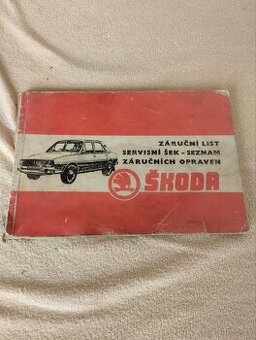 ZÁRUČNÍ LIST
SERVISNÍ ŠEK - SEZNAM
ZÁRUČNÍCH OPRAVEN
ŠKODA